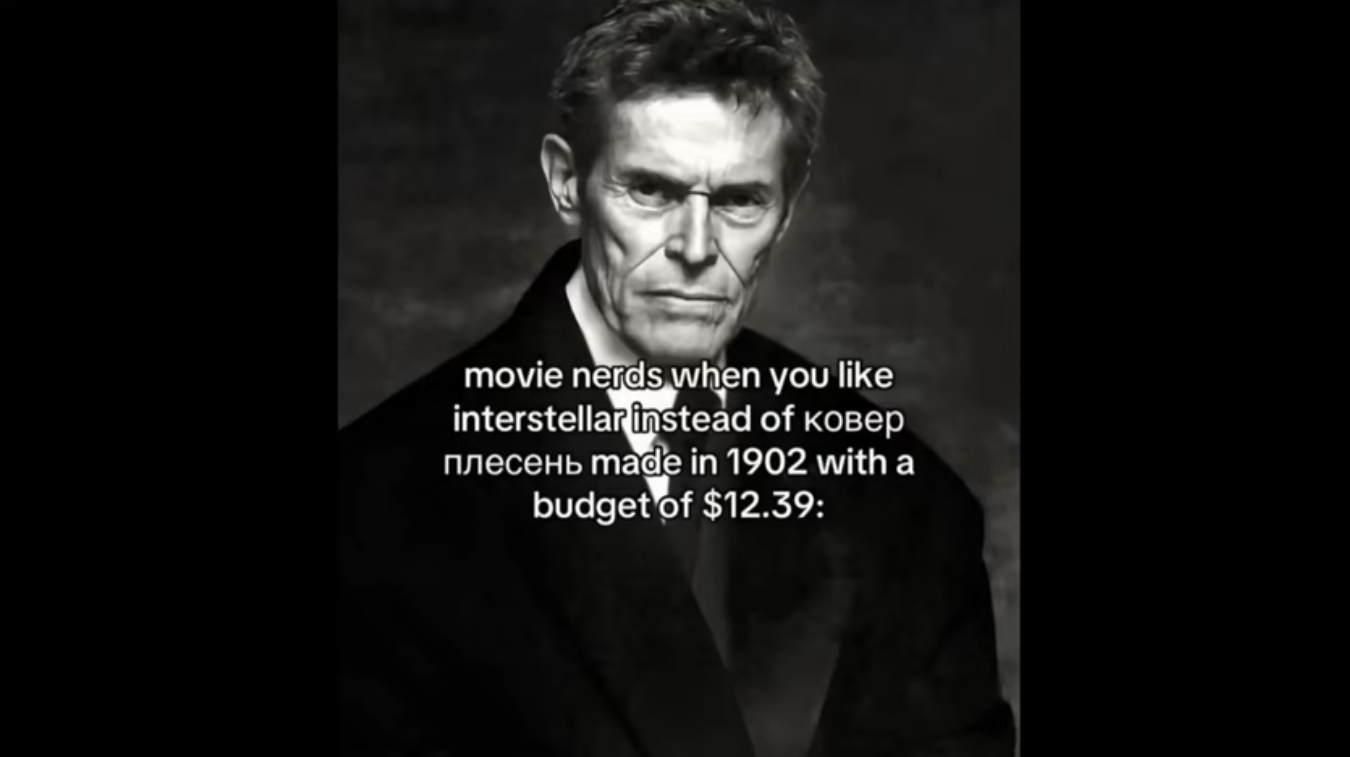 movie nerds when you like
interstellar instead of ковер
плесень made in 1902 with a
budget of $12.39: